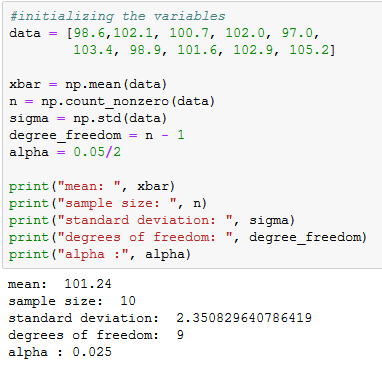 #initializing the variables
data = [98.6,102.1, 100.7, 102.0, 97.0,
        103.4, 98.9, 101.6, 102.9, 105.2]

xbar = np.mean(data)
n = np.count_nonzero(data)
sigma = np.std(data)
degree_freedom = n - 1
alpha = 0.05/2

print("mean: ", xbar)
print("sample size: ", n)
print("standard deviation: ", sigma)
print("degrees of freedom: ", degree_freedom)
print("alpha :", alpha)

mean:  101.24
sample size:  10
standard deviation:  2.350829640786419
degrees of freedom:  9
alpha : 0.025